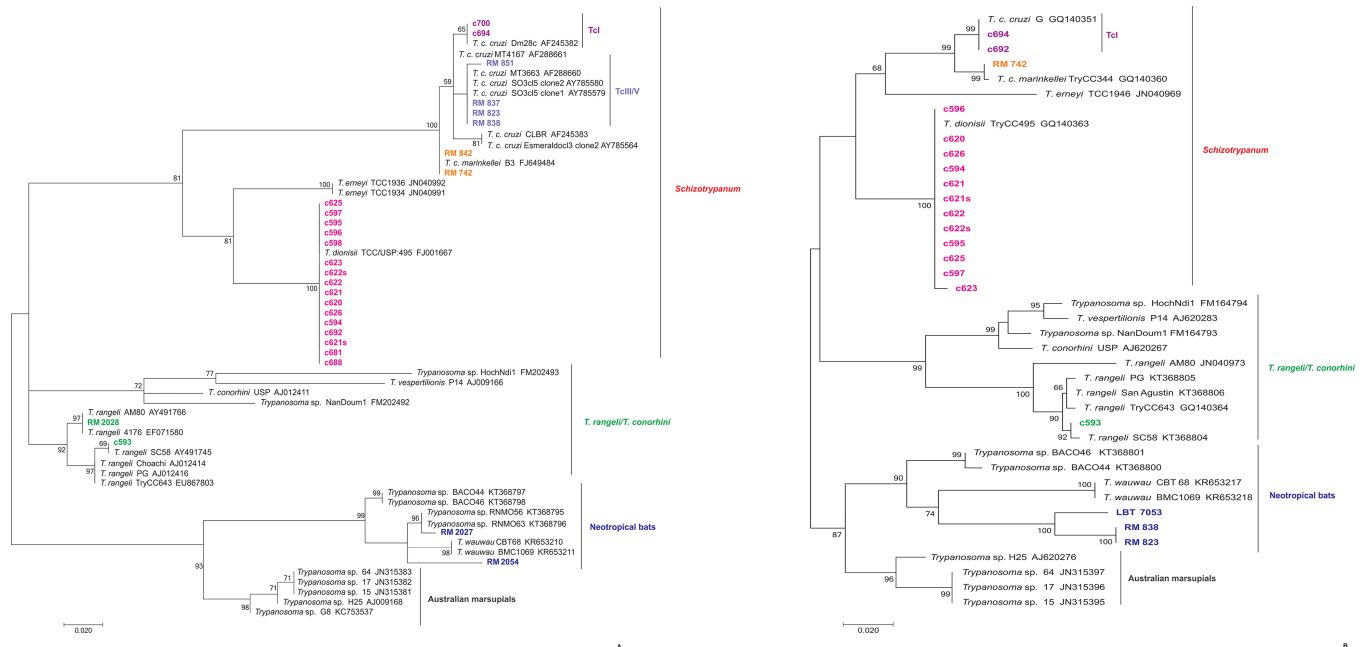 c700
c694
65
T. c. cruzi Dm28c AF245382
TcI
T. c. cruzi MT4167 AF288661
RM 851
T. c. cruzi MT3663 AF288660
59
T. c. cruzi SO3cl5 clone2 AY785580
T. c. cruzi SO3cl5 clone1 AY785579
TcIII/V
RM 837
RM 823
RM 838
100
T. c. cruzi CLBR AF245383
81
T. c. cruzi Esmeraldocl3 clone2 AY785564
RM 842
T. c. marinkellei B3 FJ649484
RM 742
81
100
T. erneyi TCC1936 JN040992
T. erneyi TCC1934 JN040991
Schizotrypanum
c625
c597
c595
c596
81
c598
T. dionisii TCC/USP:495 FJ001667
c623
c622s
c622
100
c621
c620
c626
c594
c692
c621s
c681
c688
77
Trypanosoma sp. HochNdi1 FM202493
72
T. vespertilionis P14 AJ009166
T. conorhini USP AJ012411
Trypanosoma sp. NanDoum1 FM202492
97
T. rangeli AM80 AY491766
RM 2028
T. rangeli 4176 EF071580
T. rangeli/T. conorhini
92
69
c593
T. rangeli SC58 AY491745
97
T. rangeli Choachi AJ012414
T. rangeli PG AJ012416
T. rangeli TryCC643 EU867803
99
Trypanosoma sp. BACO44 KT368797
Trypanosoma sp. BACO46 KT368798
99
Trypanosoma sp. RNMO56 KT368795
96
Trypanosoma sp. RNMO63 KT368796
RM 2027
Neotropical bats
T. wauwau CBT68 KR653210
98
T. wauwau BMC1069 KR653211
RM 2054
93
Trypanosoma sp. 64 JN315383
71
Trypanosoma sp. 17 JN315382
71
Trypanosoma sp. 15 JN315381
Trypanosoma sp. H25 AJ009168
98
Trypanosoma sp. G8 KC753537
Australian marsupials
0.020
A
T. c. cruzi G GQ140351
99
c694
TcI
99
c692
RM 742
68
99
T. c. marinkellei TryCC344 GQ140360
T. erneyi TCC1946 JN040969
c596
T. dionisii TryCC495 GQ140363
c620
c626
Schizotrypanum
c594
c621
100
c621s
c622
c622s
c595
c625
c597
c623
95
Trypanosoma sp. HochNdi1 FM164794
T. vespertilionis P14 AJ620283
99
Trypanosoma sp. NanDoum1 FM164793
T. conorhini USP AJ620267
99
T. rangeli AM80 JN040973
T. rangeli/T. conorhini
T. rangeli PG KT368805
66
T. rangeli San Agustin KT368806
T. rangeli TryCC643 GQ140364
90
c593
92
T. rangeli SC58 KT368804
99
Trypanosoma sp. BACO46 KT368801
Trypanosoma sp. BACO44 KT368800
90
100
T. wauwau CBT 68 KR653217
T. wauwau BMC1069 KR653218
Neotropical bats
74
LBT 7053
100
RM 838
100
RM 823
87
Trypanosoma sp. H25 AJ620276
96
Trypanosoma sp. 64 JN315397
Trypanosoma sp. 17 JN315396
99
Trypanosoma sp. 15 JN315395
Australian marsupials
0.020
B